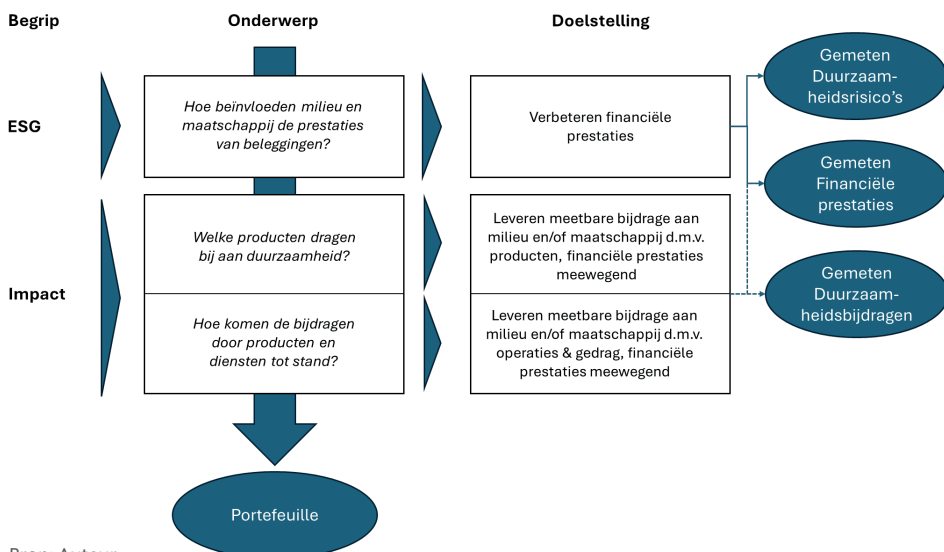 Begrip
Onderwerp
Doelstelling
ESG
Hoe beïnvloeden milieu en
maatschappij de prestaties
van beleggingen?
Verbeteren financiële
prestaties
Gemeten
Duurzaam-
heidsrisico's
Gemeten
Financiële
prestaties
Impact
Welke producten dragen
bij aan duurzaamheid?
Leveren meetbare bijdrage aan
milieu en/of maatschappij d.m.v.
producten, financiële prestaties
meewegend
Gemeten
Duurzaam-
heidsbijdragen
Hoe komen de bijdragen
door producten en
diensten tot stand?
Leveren meetbare bijdrage aan
milieu en/of maatschappij d.m.v.
operaties & gedrag, financiële
prestaties meewegend
Portefeuille